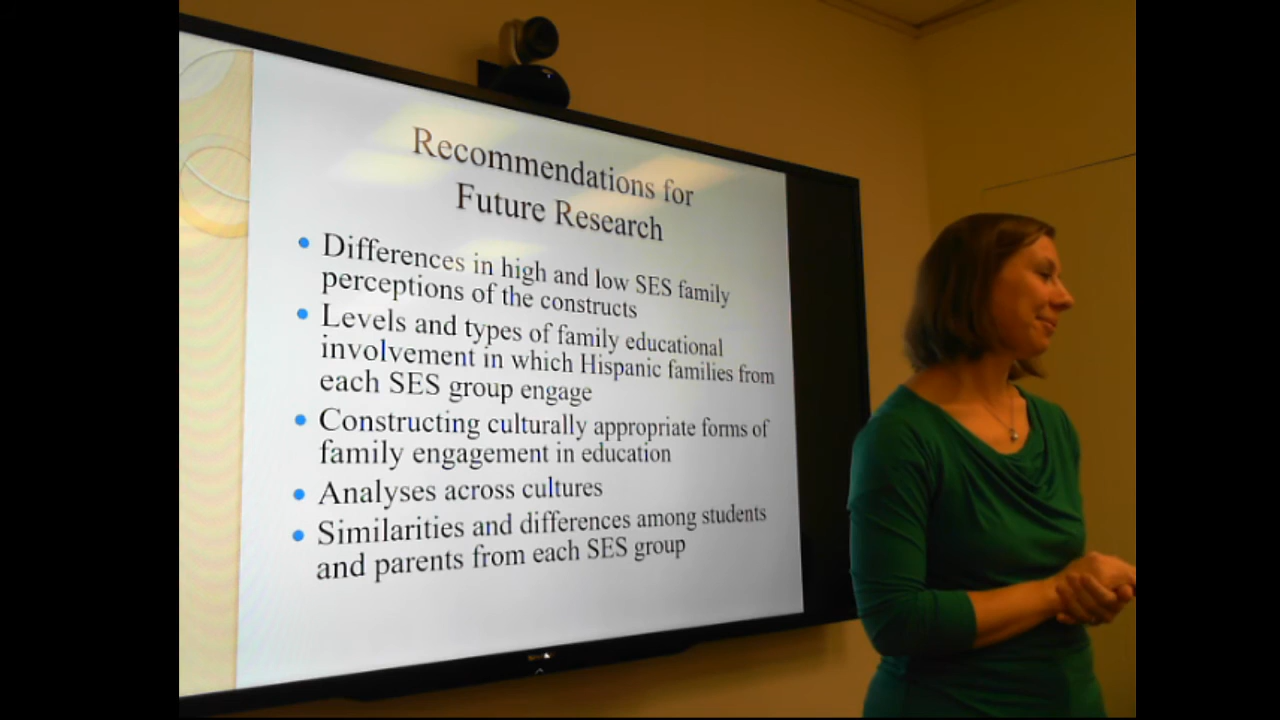 Recommendations for
Future Research
• Differences in high and low SES family
perceptions of the constructs
• Levels and types of family educational
involvement in which Hispanic families from
each SES group engage
• Constructing culturally appropriate forms of
family engagement in education
• Analyses across cultures
• Similarities and differences among students
and parents from each SES group